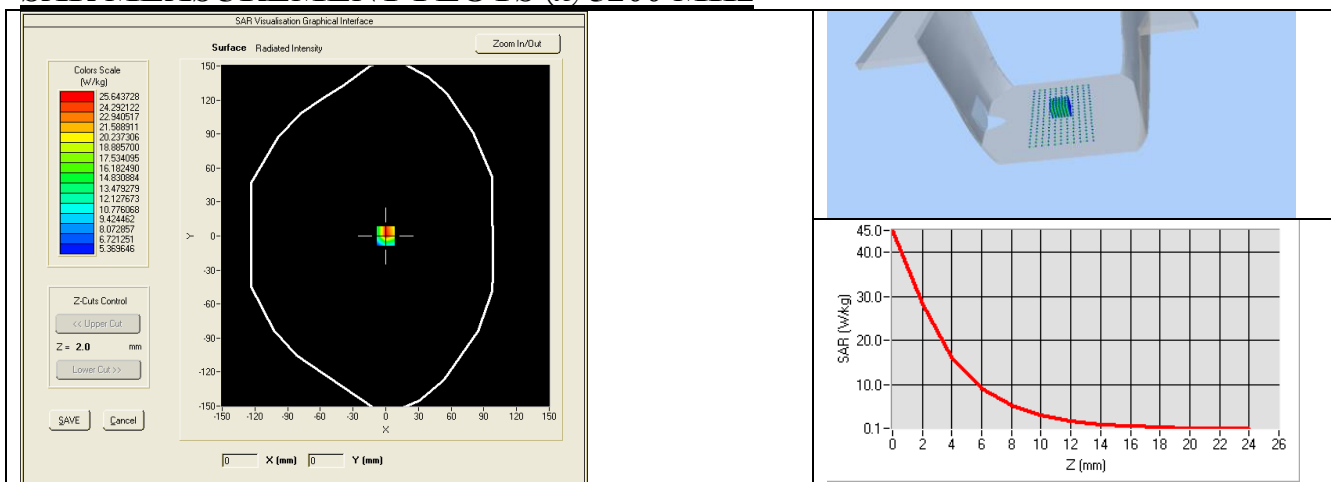 SAR MEASUREMENT PLOTS @ 5200 MHz
SAR Visualisation Graphical Interface
Surface Radiated Intensity
Zoom In/Out
Colors Scale
(W/kg)
25.643728
24.292122
22.940517
21.588911
20.237306
18.885700
17.534095
16.182490
14.830884
13.479279
12.127673
10.776068
9.424462
8.072857
6.721251
5.369646
Z-Cuts Control
<< Upper Cut
Z = 2.0 mm
Lower Cut >>
SAVE Cancel
150-
120-
90-
60-
30-
Y 0-
-30-
-60-
-90-
-120-
-150-
-150 -120 -90 -60 -30 0 30 60 90 120 150
X
0 X (mm) 0 Y (mm)
45.0-
40.0-
30.0-
20.0-
10.0-
0.1-
SAR (W/kg)
0 2 4 6 8 10 12 14 16 18 20 22 24 26
Z (mm)